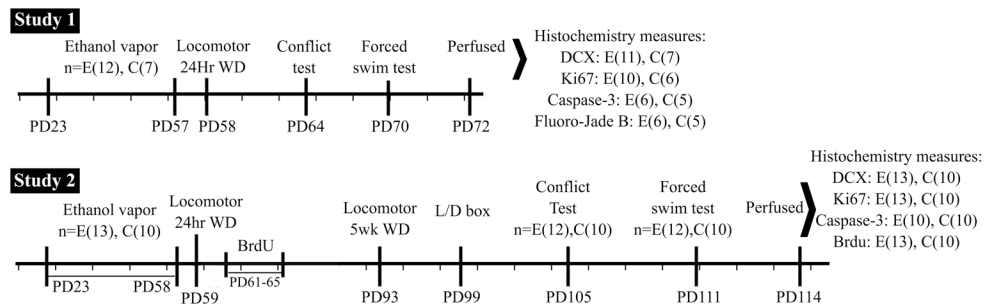 Study 1
Ethanol vapor
n=E(12), C(7)
Locomotor
24Hr WD
Conflict
test
Forced
swim test
Perfused
Histochemistry measures:
DCX: E(11), C(7)
Ki67: E(10), C(6)
Caspase-3: E(6), C(5)
Fluoro-Jade B: E(6), C(5)
PD23
PD57
PD58
PD64
PD70
PD72
Study 2
Ethanol vapor
n=E(13), C(10)
Locomotor
24hr WD
BrdU
Locomotor
5wk WD
L/D box
Conflict
Test
n=E(12),C(10)
Forced
swim test
n=E(12),C(10)
Perfused
Histochemistry measures:
DCX: E(13), C(10)
Ki67: E(13), C(10)
Caspase-3: E(10), C(10)
Brdu: E(13), C(10)
PD23
PD58
PD59
PD61-65
PD93
PD99
PD105
PD111
PD114